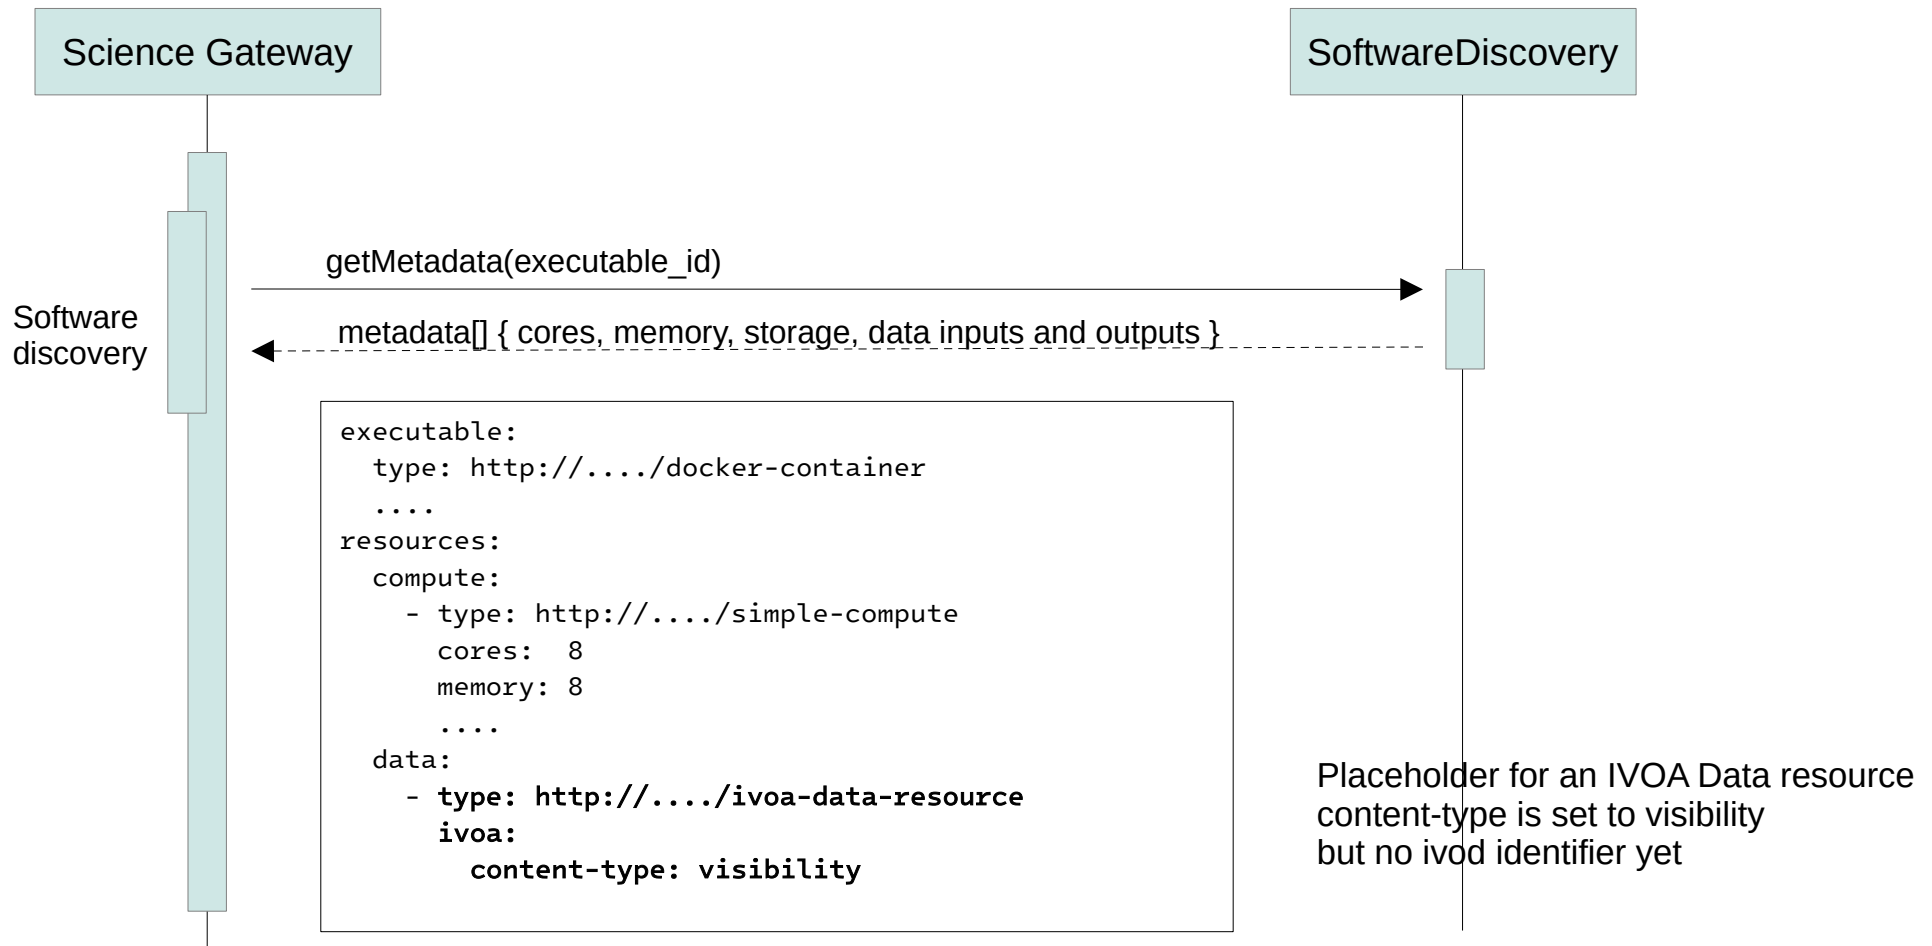 Science Gateway
SoftwareDiscovery
getMetadata(executable_id)
Software
discovery
metadata[] { cores, memory, storage, data inputs and outputs }
executable:
  type: http://..../docker-container
  ....
resources:
  compute:
    - type: http://..../simple-compute
      cores:  8
      memory: 8
      ....
  data:
    - type: http://..../ivoa-data-resource
      ivoa:
        content-type: visibility
Placeholder for an IVOA Data resource
content-type is set to visibility
but no ivod identifier yet